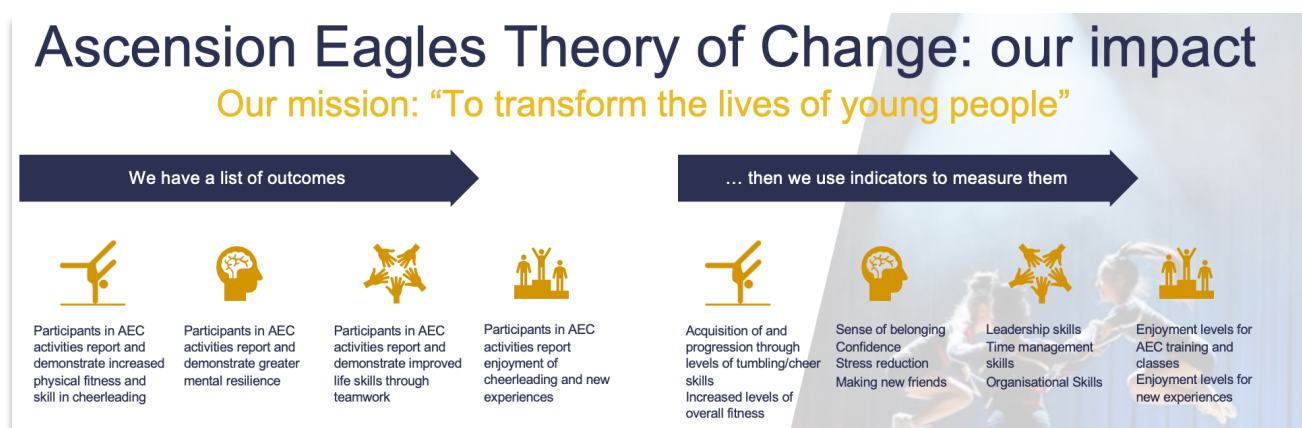 Ascension Eagles Theory of Change: our impact
Our mission: “To transform the lives of young people”
We have a list of outcomes
… then we use indicators to measure them
Participants in AEC
activities report and
demonstrate increased
physical fitness and
skill in cheerleading
Participants in AEC
activities report and
demonstrate greater
mental resilience
Participants in AEC
activities report and
demonstrate improved
life skills through
teamwork
Participants in AEC
activities report
enjoyment of
cheerleading and new
experiences
Acquisition of and
progression through
levels of tumbling/cheer
skills
Increased levels of
overall fitness
Sense of belonging
Confidence
Stress reduction
Making new friends
Leadership skills
Time management
skills
Organisational Skills
Enjoyment levels for
AEC training and
classes
Enjoyment levels for
new experiences